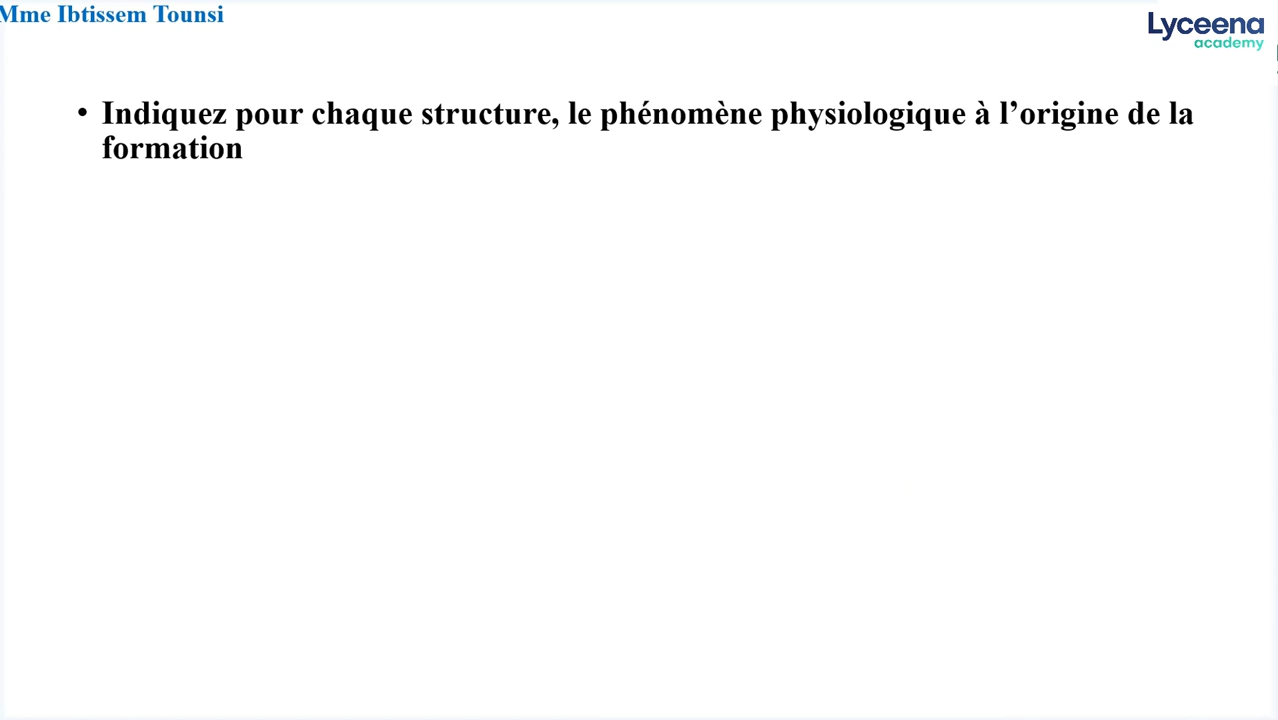 Mme Ibtissem Tounsi
Lyceena
academy
• Indiquez pour chaque structure, le phénomène physiologique à l’origine de la
formation